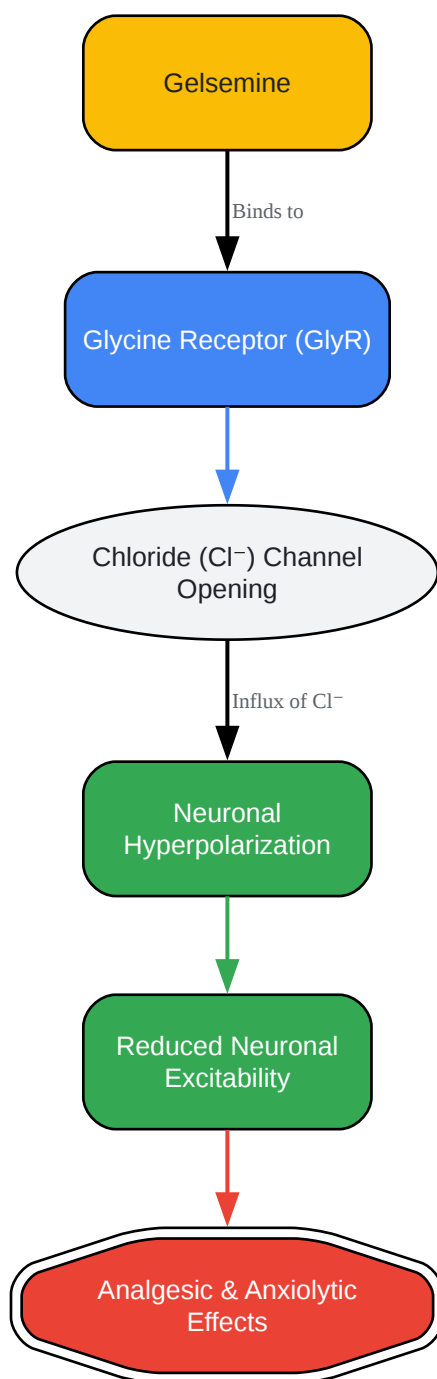 Gelsemine
Binds to
Glycine Receptor (GlyR)
Chloride (Cl⁻) Channel
Opening
Influx of Cl⁻
Neuronal
Hyperpolarization
Reduced Neuronal
Excitability
Analgesic & Anxiolytic
Effects